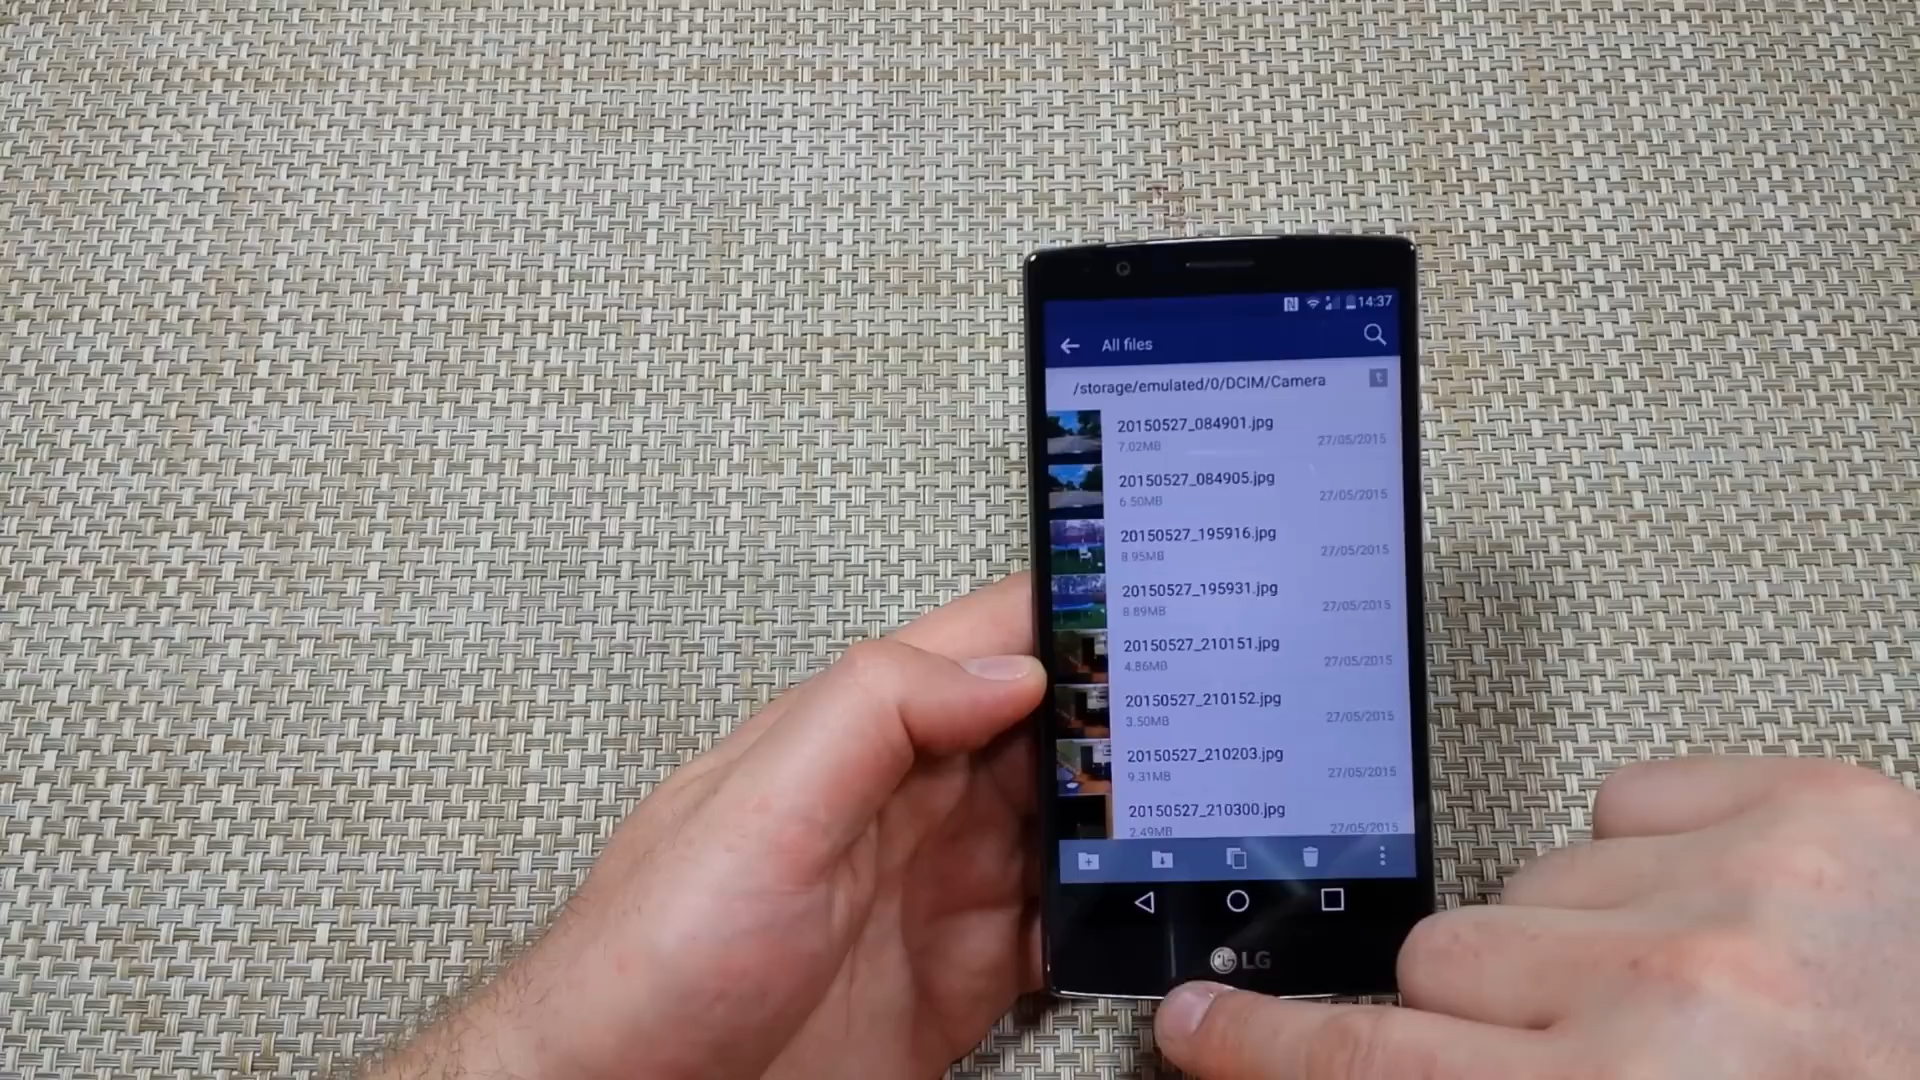 14:37
All files
/storage/emulated/0/DCIM/Camera
20150527_084901.jpg
7.02MB 27/05/2015
20150527_084905.jpg
6.50MB 27/05/2015
20150527_195916.jpg
8.95MB 27/05/2015
20150527_195931.jpg
8.89MB 27/05/2015
20150527_210151.jpg
4.86MB 27/05/2015
20150527_210152.jpg
3.50MB 27/05/2015
20150527_210203.jpg
9.31MB 27/05/2015
20150527_210300.jpg
2.49MB 27/05/2015
LG